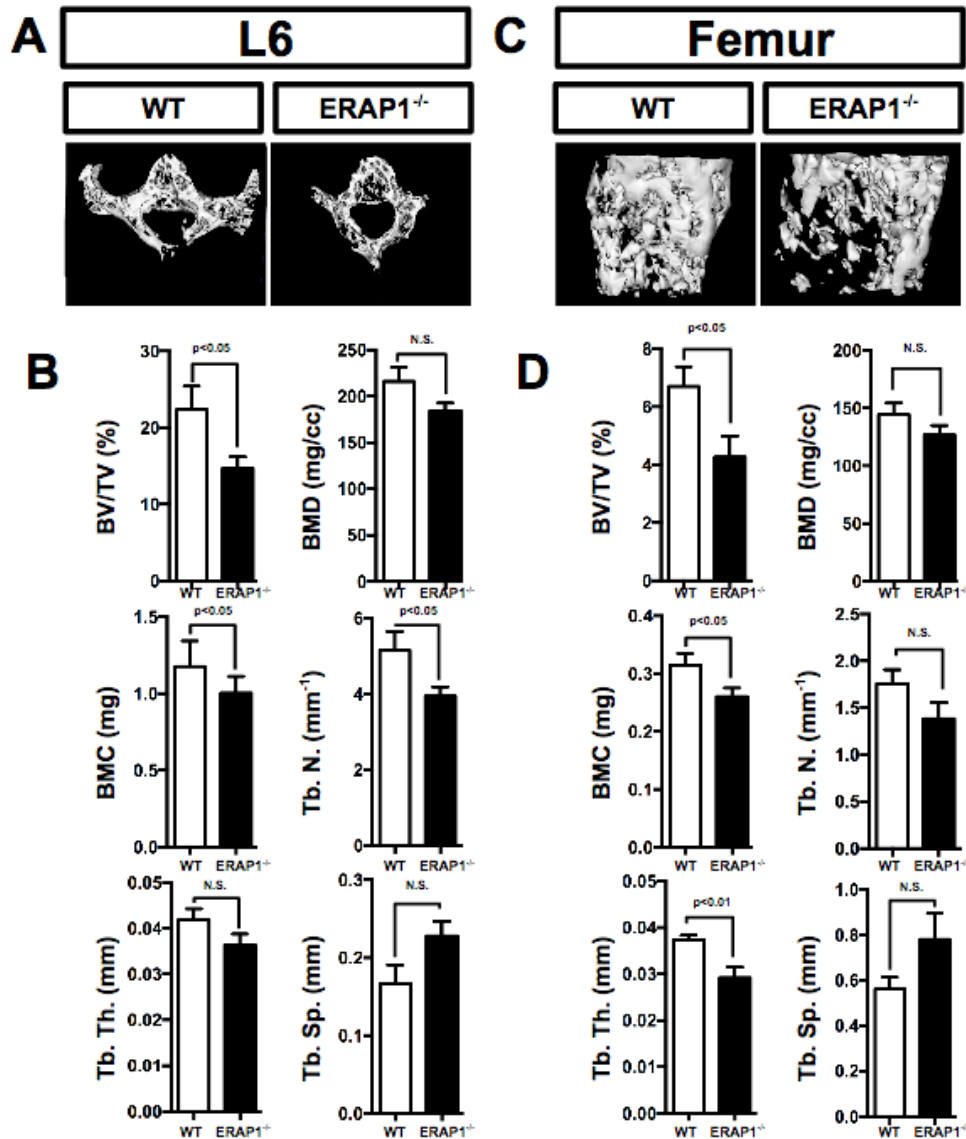 A
L6
WT
ERAP1-/-
C
Femur
WT
ERAP1-/-
B
p<0.05
BV/TV (%)
30
20
10
0
WT ERAP1-/-
N.S.
BMD (mg/cc)
250
200
150
100
50
0
WT ERAP1-/-
p<0.05
BMC (mg)
1.5
1.0
0.5
0.0
WT ERAP1-/-
p<0.05
Tb. N. (mm-1)
6
4
2
0
WT ERAP1-/-
N.S.
Tb. Th. (mm)
0.05
0.04
0.03
0.02
0.01
0.00
WT ERAP1-/-
N.S.
Tb. Sp. (mm)
0.3
0.2
0.1
0.0
WT ERAP1-/-
D
p<0.05
BV/TV (%)
8
6
4
2
0
WT ERAP1-/-
N.S.
BMD (mg/cc)
200
150
100
50
0
WT ERAP1-/-
p<0.05
BMC (mg)
0.4
0.3
0.2
0.1
0.0
WT ERAP1-/-
N.S.
Tb. N. (mm-1)
2.5
2.0
1.5
1.0
0.5
0.0
WT ERAP1-/-
p<0.01
Tb. Th. (mm)
0.05
0.04
0.03
0.02
0.01
0.00
WT ERAP1-/-
N.S.
Tb. Sp. (mm)
1.0
0.8
0.6
0.4
0.2
0.0
WT ERAP1-/-